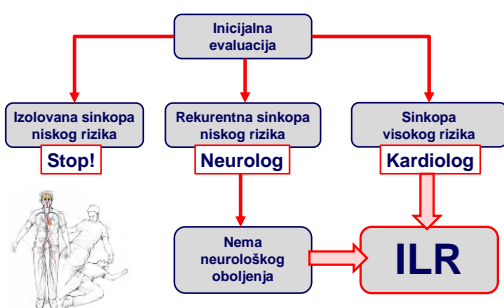 Inicijalna
evaluacija
Izolovana sinkopa
niskog rizika
Stop!
Rekurentna sinkopa
niskog rizika
Neurolog
Sinkopa
visokog rizika
Kardiolog
Nema
neurološkog
oboljenja
ILR